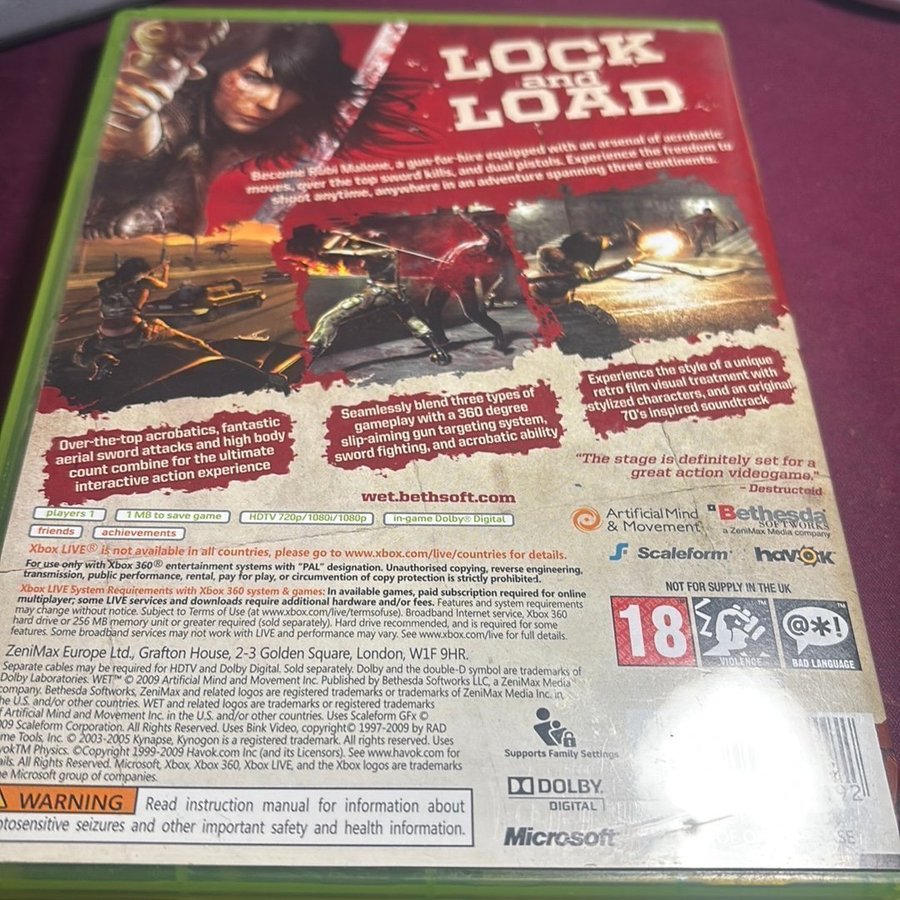 LOCK
and
LOAD
Become Rubi Malone, a gun-for-hire equipped with an arsenal of acrobatic
moves, over the top sword kills, and dual pistols. Experience the freedom to
shoot anytime, anywhere in an adventure spanning three continents.
Over-the-top acrobatics, fantastic
aerial sword attacks and high body
count combine for the ultimate
interactive action experience
Seamlessly blend three types of
gameplay with a 360 degree
slip-aiming gun targeting system,
sword fighting, and acrobatic ability
Experience the style of a unique
retro film visual treatment with
stylized characters, and an original
70's inspired soundtrack
"The stage is definitely set for a
great action videogame."
- Destructoid
wet.bethsoft.com
players 1
1 MB to save game
HDTV 720p/1080i/1080p
in-game Dolby® Digital
friends
achievements
Artificial Mind
& Movement
Bethesda
SOFTWORKS
a ZeniMax Media company
Scaleform
havok
Xbox LIVE® is not available in all countries, please go to www.xbox.com/live/countries for details.
For use only with Xbox 360® entertainment systems with "PAL" designation. Unauthorised copying, reverse engineering,
transmission, public performance, rental, pay for play, or circumvention of copy protection is strictly prohibited.
Xbox LIVE System Requirements with Xbox 360 system & games: In available games, paid subscription required for online
multiplayer; some LIVE services and downloads require additional hardware and/or fees. Features and system requirements
may change without notice. Subject to Terms of Use (at www.xbox.com/live/termsofuse). Broadband Internet service, Xbox 360
hard drive or 256 MB memory unit or greater required (sold separately). Hard drive recommended, and is required for some
features. Some broadband services may not work with LIVE and performance may vary. See www.xbox.com/live for full details.
NOT FOR SUPPLY IN THE UK
18
VIOLENCE
@*!
BAD LANGUAGE
ZeniMax Europe Ltd., Grafton House, 2-3 Golden Square, London, W1F 9HR.
Separate cables may be required for HDTV and Dolby Digital. Sold separately. Dolby and the double-D symbol are trademarks of
Dolby Laboratories. WET™ © 2009 Artificial Mind and Movement Inc. Published by Bethesda Softworks LLC, a ZeniMax Media
company. Bethesda Softworks, ZeniMax and related logos are registered trademarks or trademarks of ZeniMax Media Inc. in
he U.S. and/or other countries. WET and related logos are registered trademarks or registered trademarks
f Artificial Mind and Movement Inc. in the U.S. and/or other countries. Uses Scaleform GFx ©
09 Scaleform Corporation. All Rights Reserved. Uses Bink Video, copyright© 1997-2009 by RAD
me Tools, Inc. © 2003-2005 Kynapse, Kynogon is a registered trademark. All rights reserved. Uses
vokTM Physics. ©Copyright 1999-2009 Havok.com Inc (and its Licensors). See www.havok.com for
ails. All Rights Reserved. Microsoft, Xbox, Xbox 360, Xbox LIVE, and the Xbox logos are trademarks
e Microsoft group of companies.
Supports Family Settings
DOLBY
DIGITAL
Microsoft
WARNING Read instruction manual for information about
otosensitive seizures and other important safety and health information.
92
SE